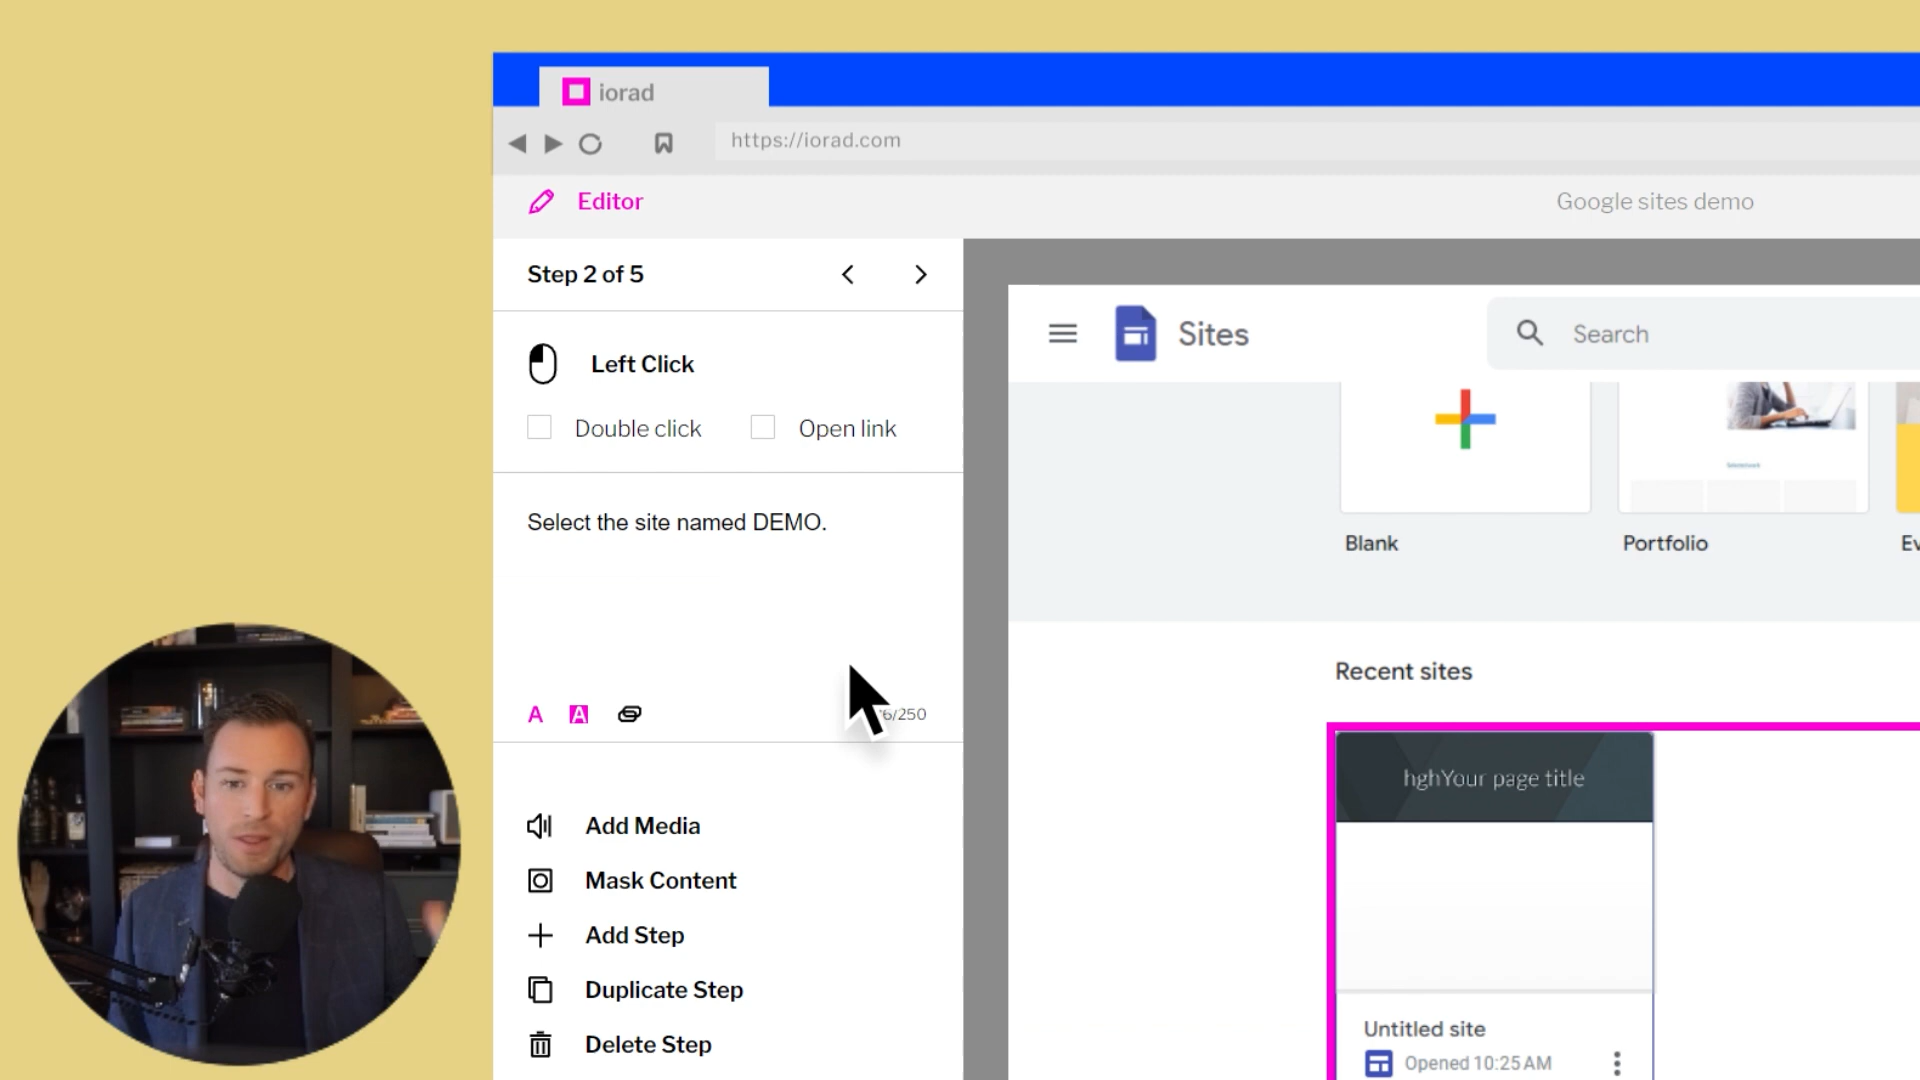 iorad
https://iorad.com
Editor
Google sites demo
Step 2 of 5
Sites
Search
Left Click
Double click
Open link
Select the site named DEMO.
Blank
Portfolio
Recent sites
A
A
6/250
hghYour page title
Add Media
Mask Content
Add Step
Duplicate Step
Delete Step
Untitled site
Opened 10:25 AM